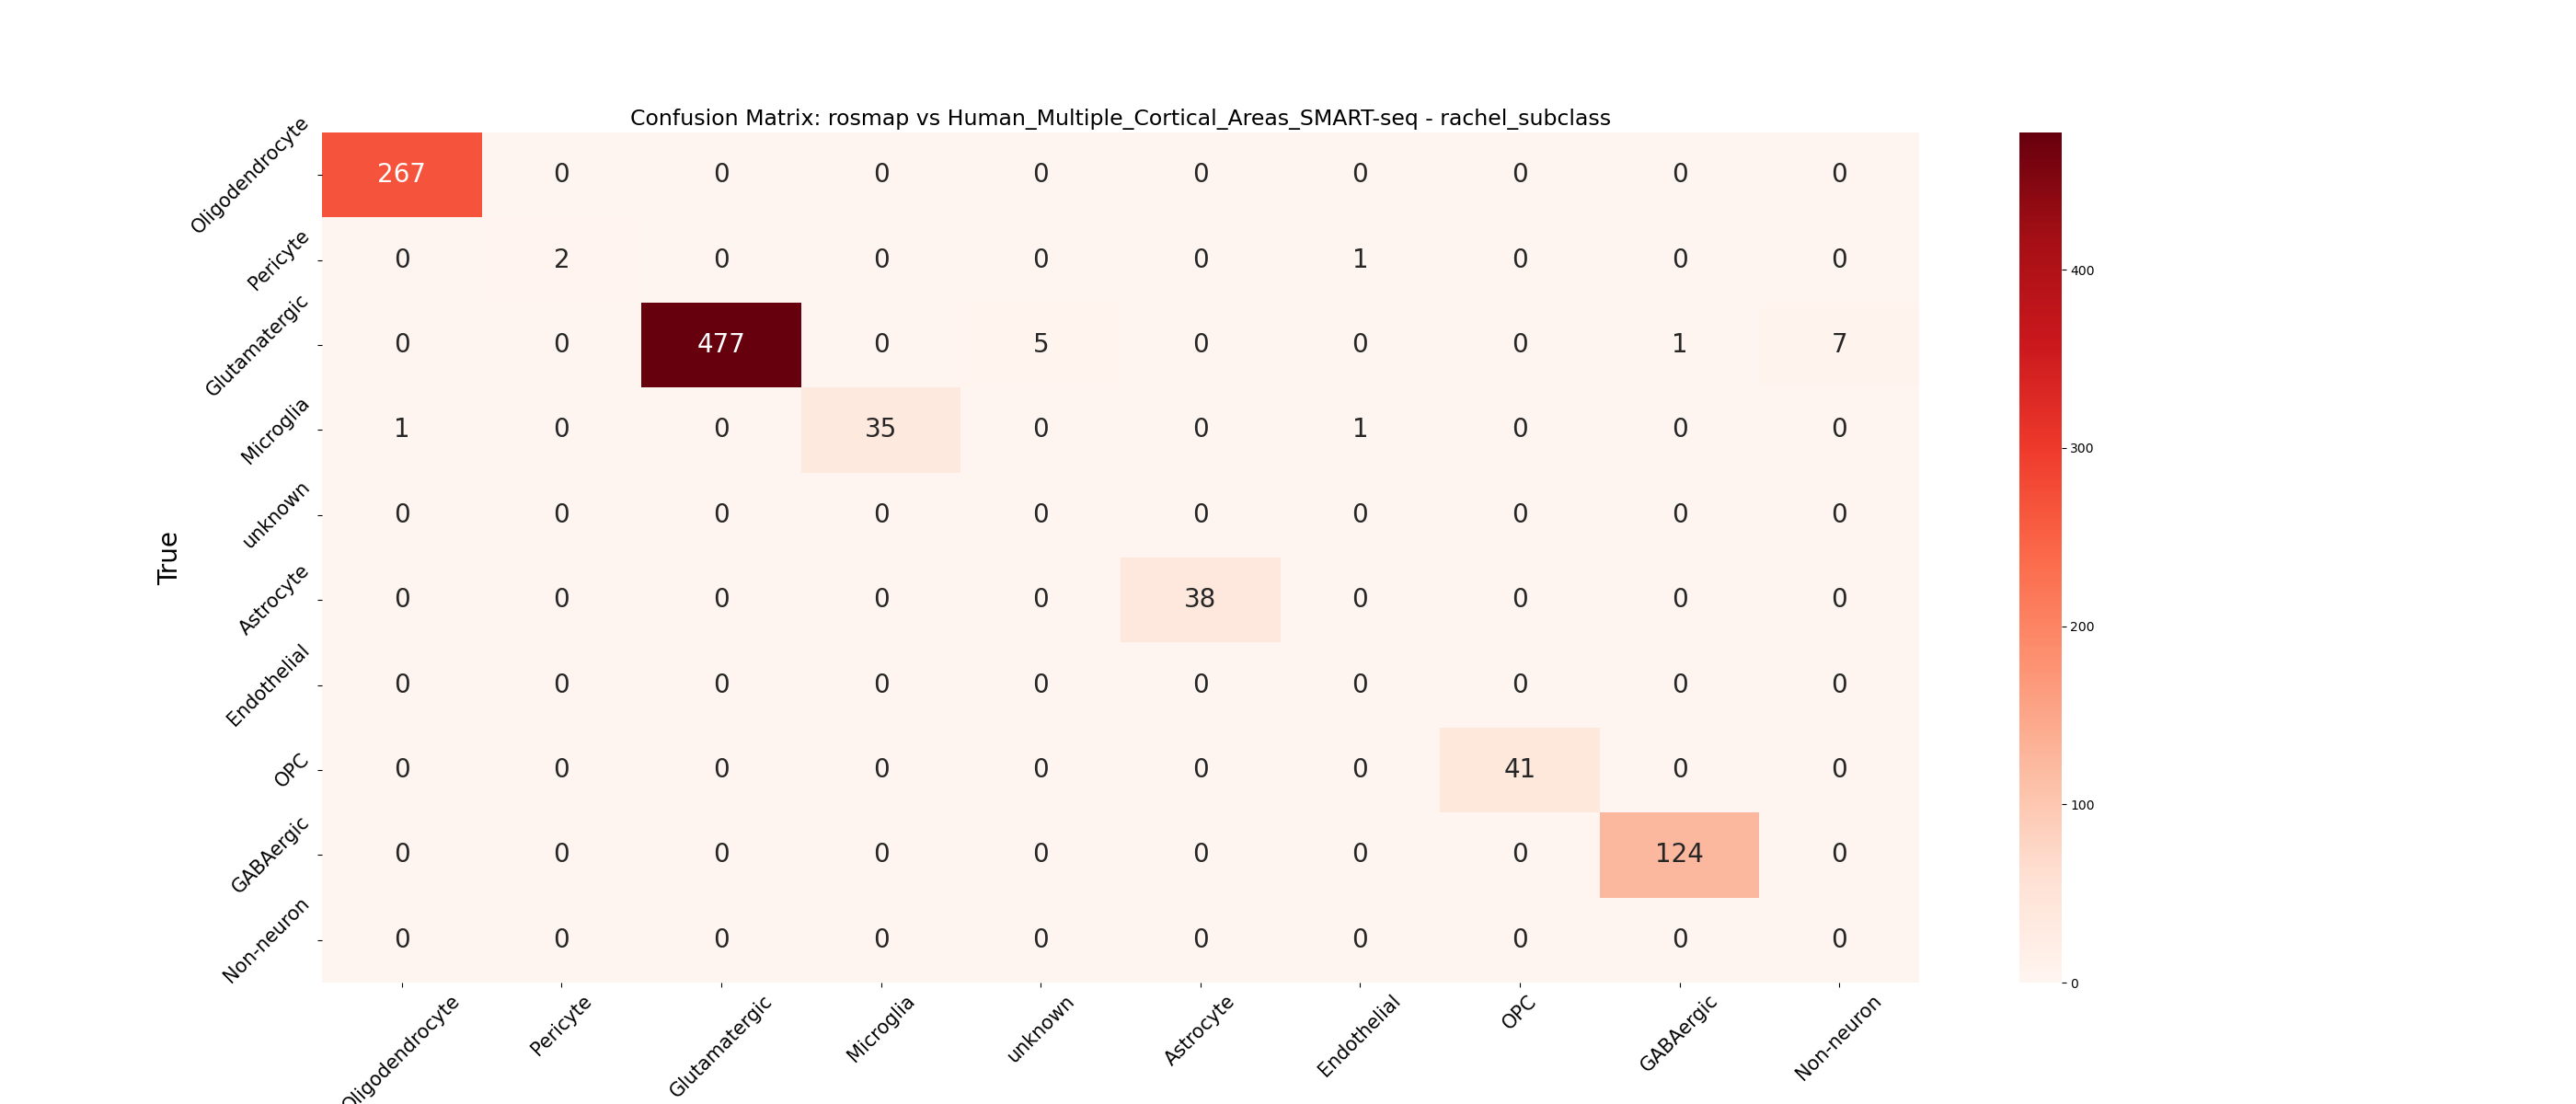 Confusion Matrix: rosmap vs Human_Multiple_Cortical_Areas_SMART-seq - rachel_subclass
True
Oligodendrocyte 267 0 0 0 0 0 0 0 0 0
Pericyte 0 2 0 0 0 0 1 0 0 0
Glutamatergic 0 0 477 0 5 0 0 0 1 7
Microglia 1 0 0 35 0 0 1 0 0 0
unknown 0 0 0 0 0 0 0 0 0 0
Astrocyte 0 0 0 0 0 38 0 0 0 0
Endothelial 0 0 0 0 0 0 0 0 0 0
OPC 0 0 0 0 0 0 0 41 0 0
GABAergic 0 0 0 0 0 0 0 0 124 0
Non-neuron 0 0 0 0 0 0 0 0 0 0
Oligodendrocyte Pericyte Glutamatergic Microglia unknown Astrocyte Endothelial OPC GABAergic Non-neuron
400
300
200
100
0